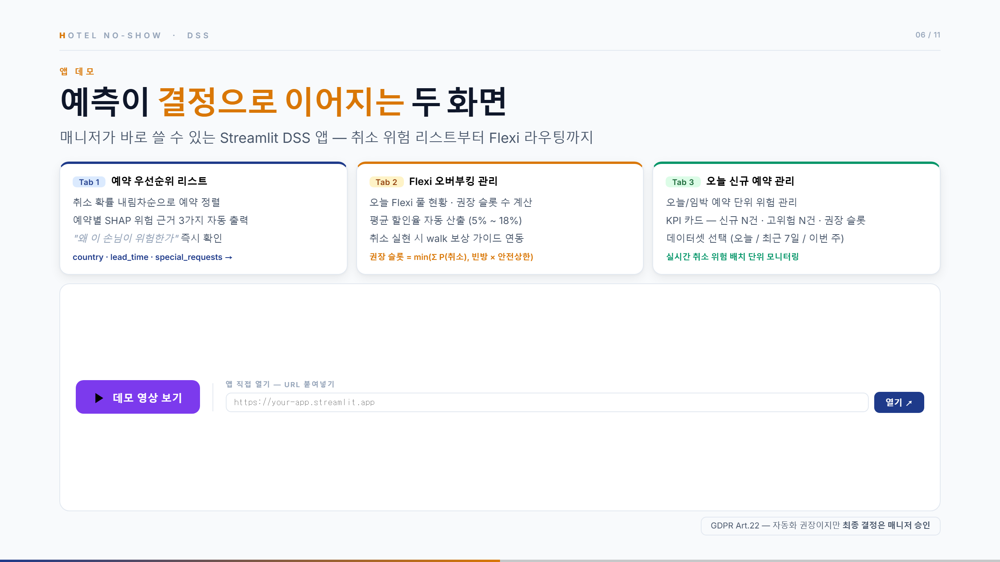 HOTEL NO-SHOW · DSS
06 / 11
앱 데모
예측이 결정으로 이어지는 두 화면
매니저가 바로 쓸 수 있는 Streamlit DSS 앱 — 취소 위험 리스트부터 Flexi 라우팅까지
Tab 1 예약 우선순위 리스트
취소 확률 내림차순으로 예약 정렬
예약별 SHAP 위험 근거 3가지 자동 출력
"왜 이 손님이 위험한가" 즉시 확인
country · lead_time · special_requests →
Tab 2 Flexi 오버부킹 관리
오늘 Flexi 풀 현황 · 권장 슬롯 수 계산
평균 할인율 자동 산출 (5% ~ 18%)
취소 실현 시 walk 보상 가이드 연동
권장 슬롯 = min(Σ P(취소), 빈방 × 안전상한)
Tab 3 오늘 신규 예약 관리
오늘/임박 예약 단위 위험 관리
KPI 카드 — 신규 N건 · 고위험 N건 · 권장 슬롯
데이터셋 선택 (오늘 / 최근 7일 / 이번 주)
실시간 취소 위험 배치 단위 모니터링
▶ 데모 영상 보기
앱 직접 열기 — URL 붙여넣기
https://your-app.streamlit.app
열기 ↗
GDPR Art.22 — 자동화 권장이지만 최종 결정은 매니저 승인